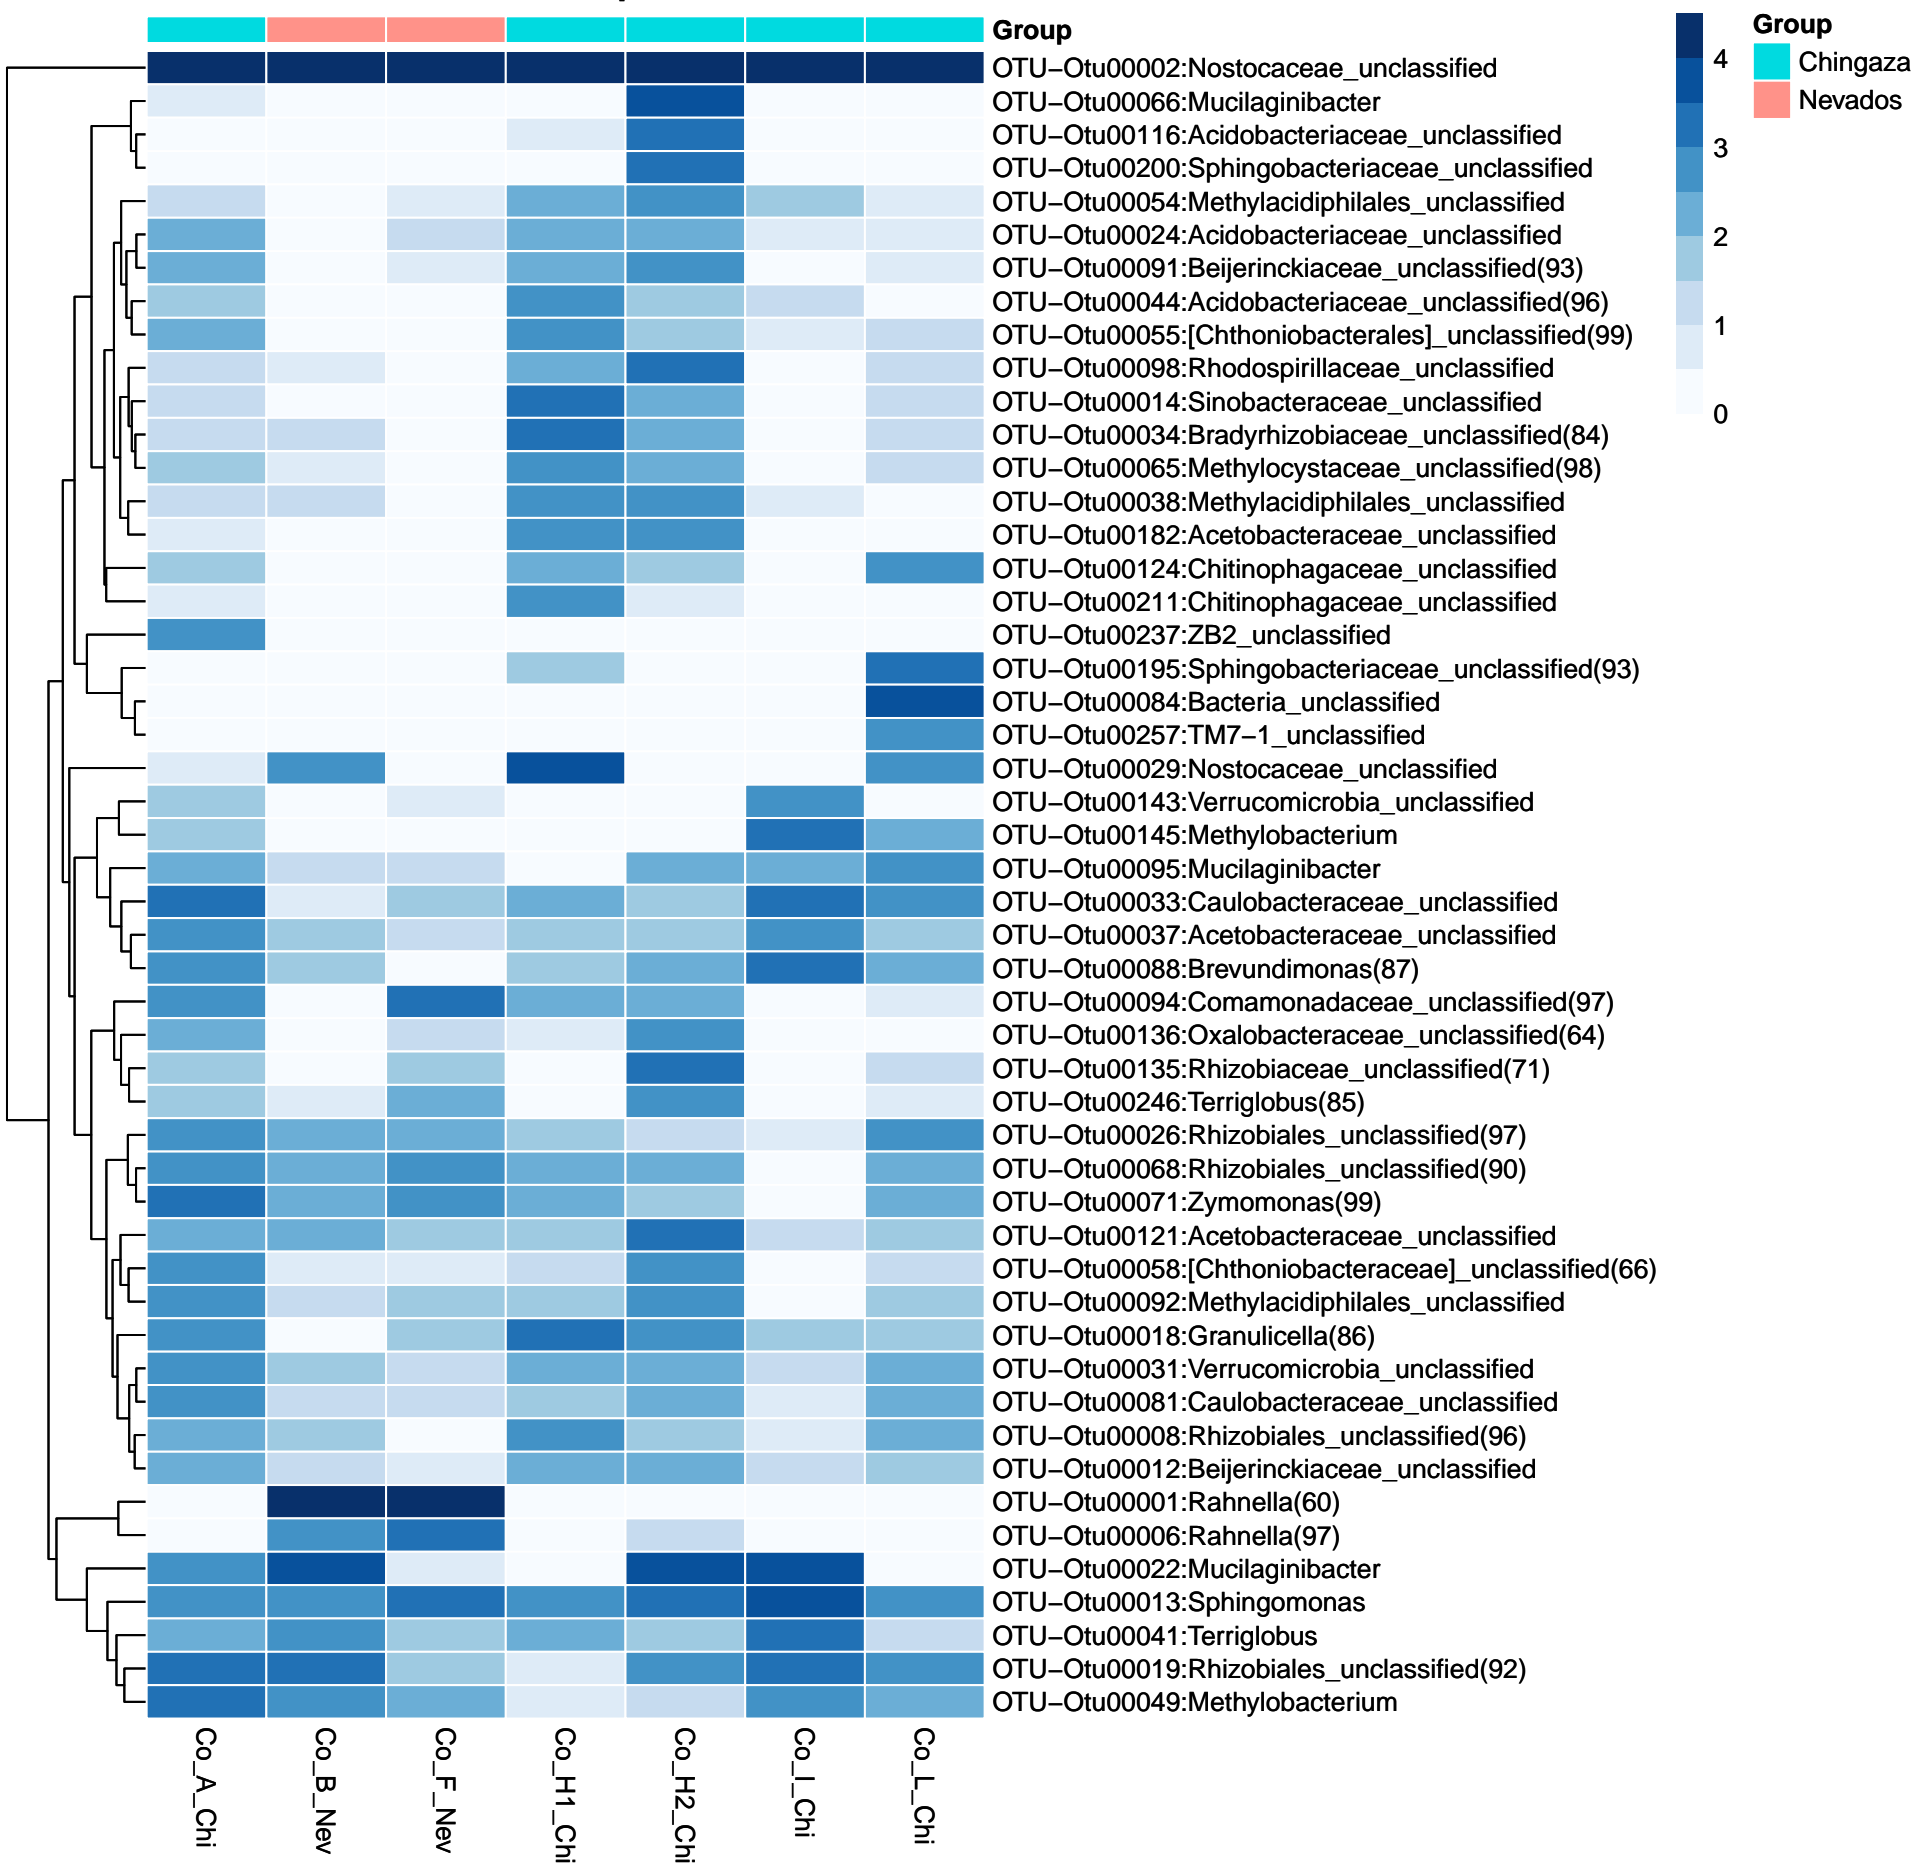 Group
OTU−Otu00002:Nostocaceae_unclassified
OTU−Otu00066:Mucilaginibacter
OTU−Otu00116:Acidobacteriaceae_unclassified
OTU−Otu00200:Sphingobacteriaceae_unclassified
OTU−Otu00054:Methylacidiphilales_unclassified
OTU−Otu00024:Acidobacteriaceae_unclassified
OTU−Otu00091:Beijerinckiaceae_unclassified(93)
OTU−Otu00044:Acidobacteriaceae_unclassified(96)
OTU−Otu00055:[Chthoniobacterales]_unclassified(99)
OTU−Otu00098:Rhodospirillaceae_unclassified
OTU−Otu00014:Sinobacteraceae_unclassified
OTU−Otu00034:Bradyrhizobiaceae_unclassified(84)
OTU−Otu00065:Methylocystaceae_unclassified(98)
OTU−Otu00038:Methylacidiphilales_unclassified
OTU−Otu00182:Acetobacteraceae_unclassified
OTU−Otu00124:Chitinophagaceae_unclassified
OTU−Otu00211:Chitinophagaceae_unclassified
OTU−Otu00237:ZB2_unclassified
OTU−Otu00195:Sphingobacteriaceae_unclassified(93)
OTU−Otu00084:Bacteria_unclassified
OTU−Otu00257:TM7−1_unclassified
OTU−Otu00029:Nostocaceae_unclassified
OTU−Otu00143:Verrucomicrobia_unclassified
OTU−Otu00145:Methylobacterium
OTU−Otu00095:Mucilaginibacter
OTU−Otu00033:Caulobacteraceae_unclassified
OTU−Otu00037:Acetobacteraceae_unclassified
OTU−Otu00088:Brevundimonas(87)
OTU−Otu00094:Comamonadaceae_unclassified(97)
OTU−Otu00136:Oxalobacteraceae_unclassified(64)
OTU−Otu00135:Rhizobiaceae_unclassified(71)
OTU−Otu00246:Terriglobus(85)
OTU−Otu00026:Rhizobiales_unclassified(97)
OTU−Otu00068:Rhizobiales_unclassified(90)
OTU−Otu00071:Zymomonas(99)
OTU−Otu00121:Acetobacteraceae_unclassified
OTU−Otu00058:[Chthoniobacteraceae]_unclassified(66)
OTU−Otu00092:Methylacidiphilales_unclassified
OTU−Otu00018:Granulicella(86)
OTU−Otu00031:Verrucomicrobia_unclassified
OTU−Otu00081:Caulobacteraceae_unclassified
OTU−Otu00008:Rhizobiales_unclassified(96)
OTU−Otu00012:Beijerinckiaceae_unclassified
OTU−Otu00001:Rahnella(60)
OTU−Otu00006:Rahnella(97)
OTU−Otu00022:Mucilaginibacter
OTU−Otu00013:Sphingomonas
OTU−Otu00041:Terriglobus
OTU−Otu00019:Rhizobiales_unclassified(92)
OTU−Otu00049:Methylobacterium
Co_A_Chi
Co_B_Nev
Co_F_Nev
Co_H1_Chi
Co_H2_Chi
Co_I_Chi
Co_L_Chi
4
3
2
1
0
Group
Chingaza
Nevados